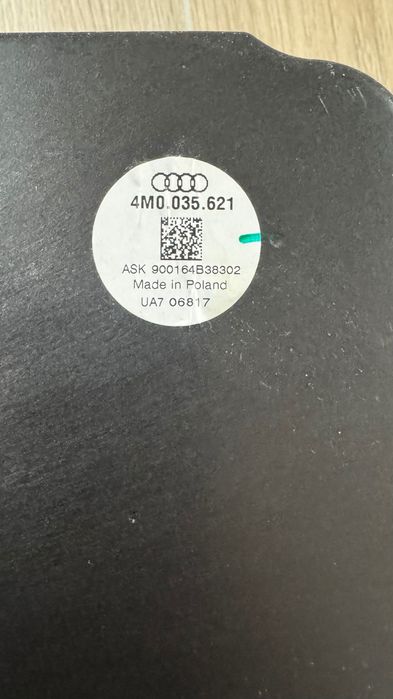 4M0.035.621
ASK 900164B38302
Made in Poland
UA7 06817